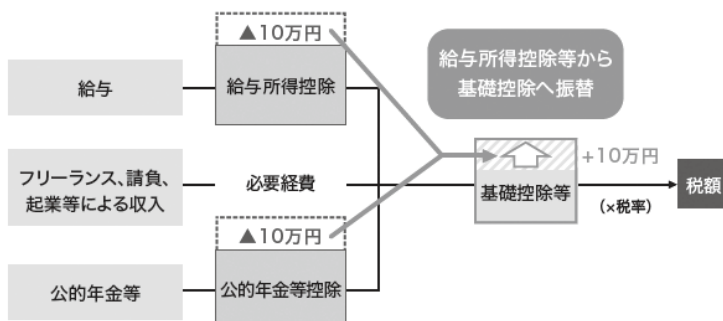 ▲10万円
給与所得控除等から
基礎控除へ振替
給与
給与所得控除
フリーランス、請負、
起業等による収入
必要経費
+10万円
基礎控除等
(×税率)
税額
▲10万円
公的年金等
公的年金等控除